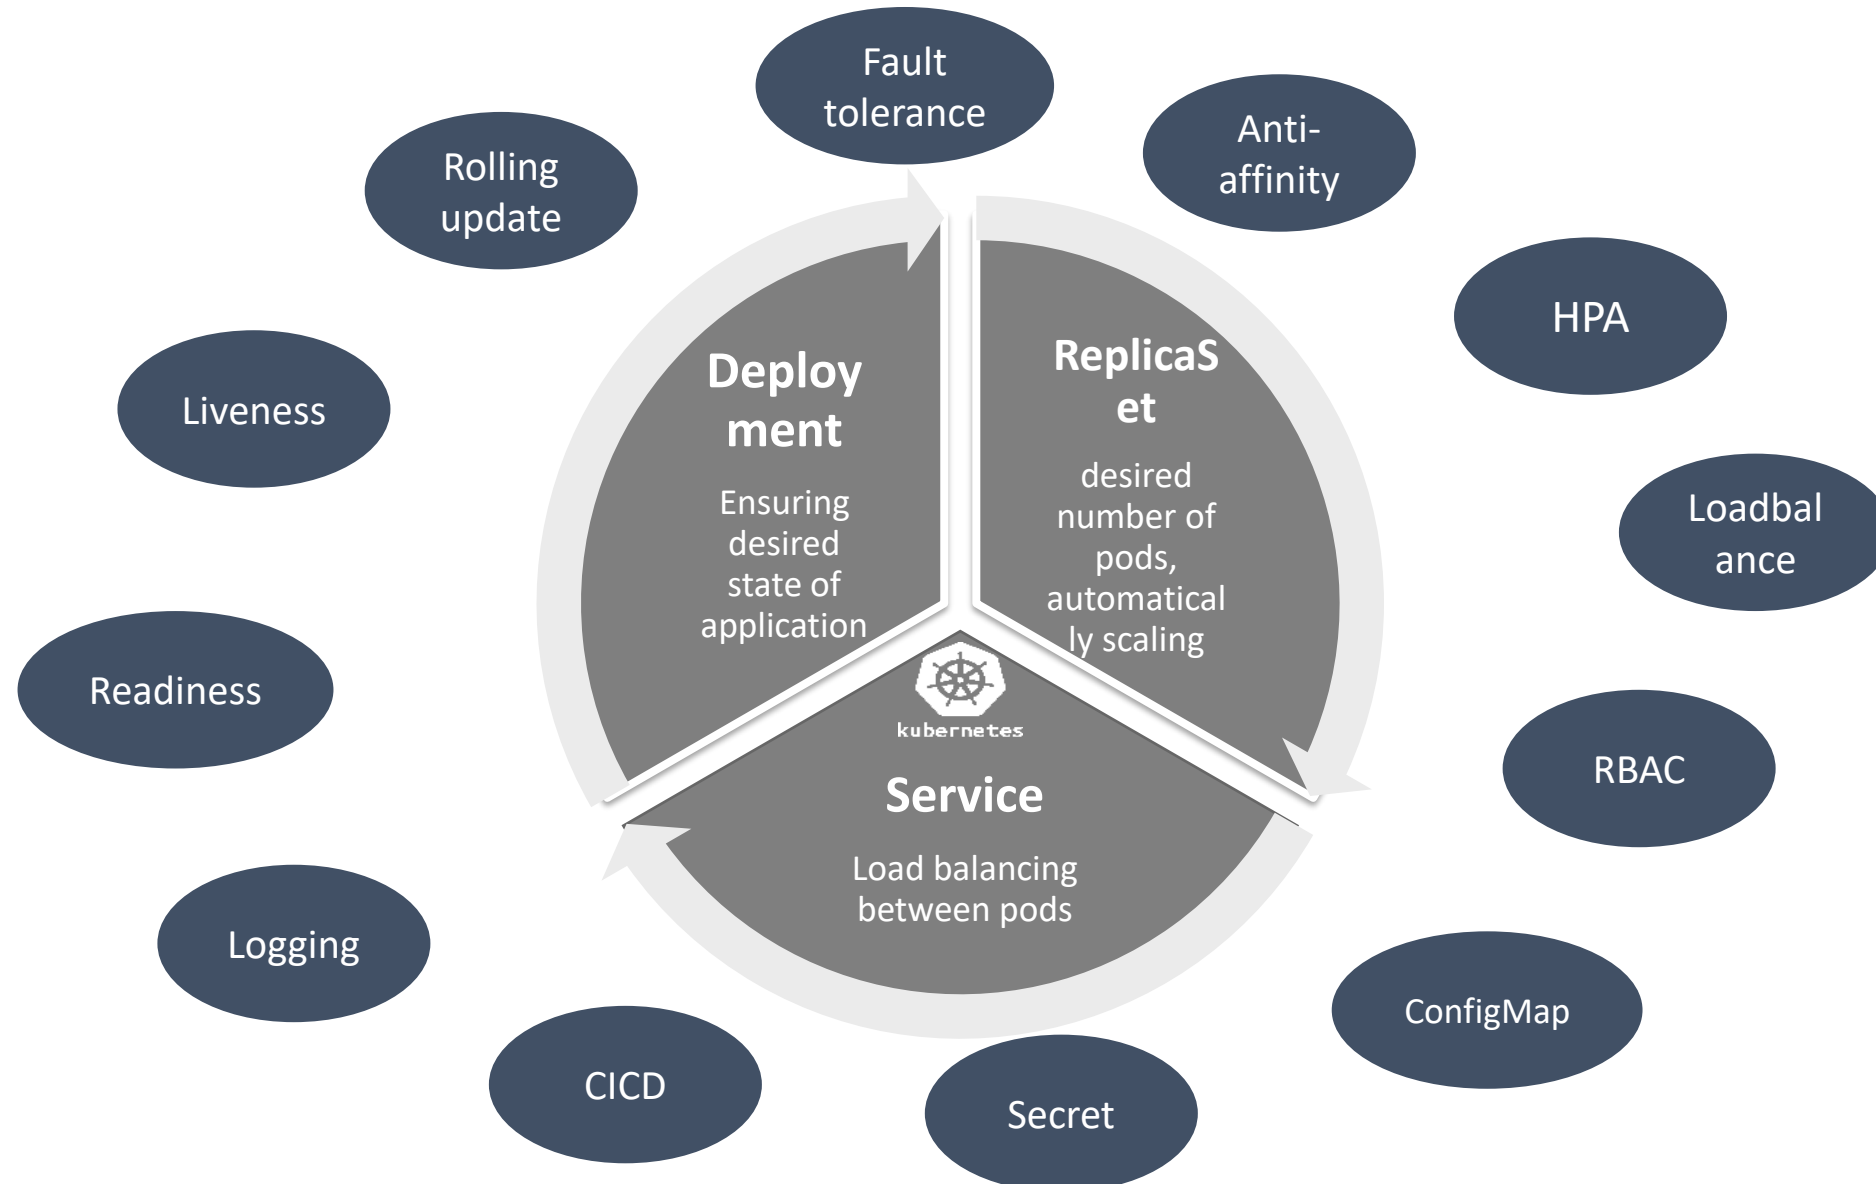 Fault
tolerance
Anti-
affinity
Rolling
update
HPA
Liveness
Deploy
ment
Ensuring
desired
state of
application
ReplicaS
et
desired
number of
pods,
automatical
ly scaling
Loadbal
ance
Readiness
kubernetes
Service
Load balancing
between pods
RBAC
Logging
ConfigMap
CICD
Secret